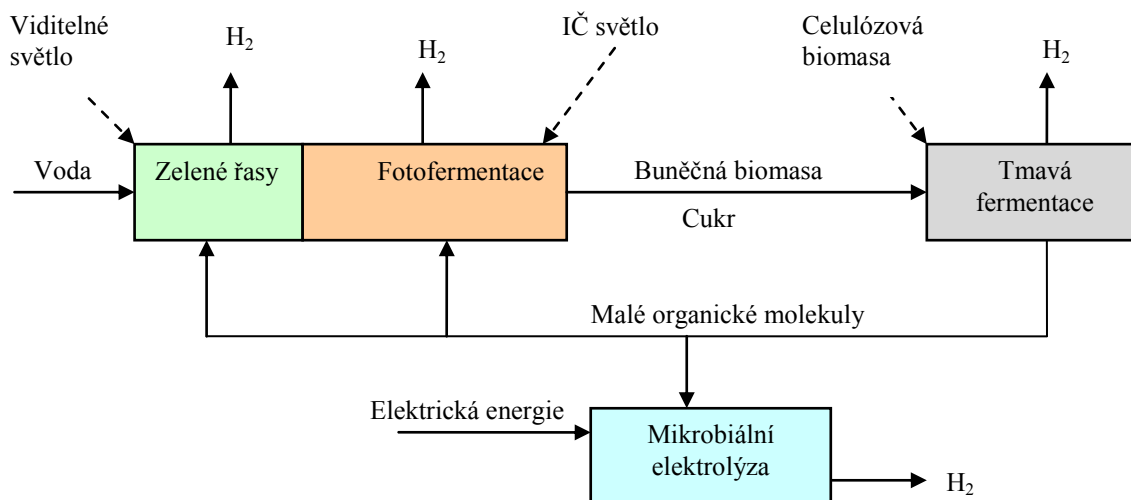 Viditelné
světlo
H₂
H₂
IČ světlo
Celulózová
biomasa
H₂
Voda
Zelené řasy
Fotofermentace
Buněčná biomasa
Cukr
Tmavá
fermentace
Malé organické molekuly
Elektrická energie
Mikrobiální
elektrolýza
H₂